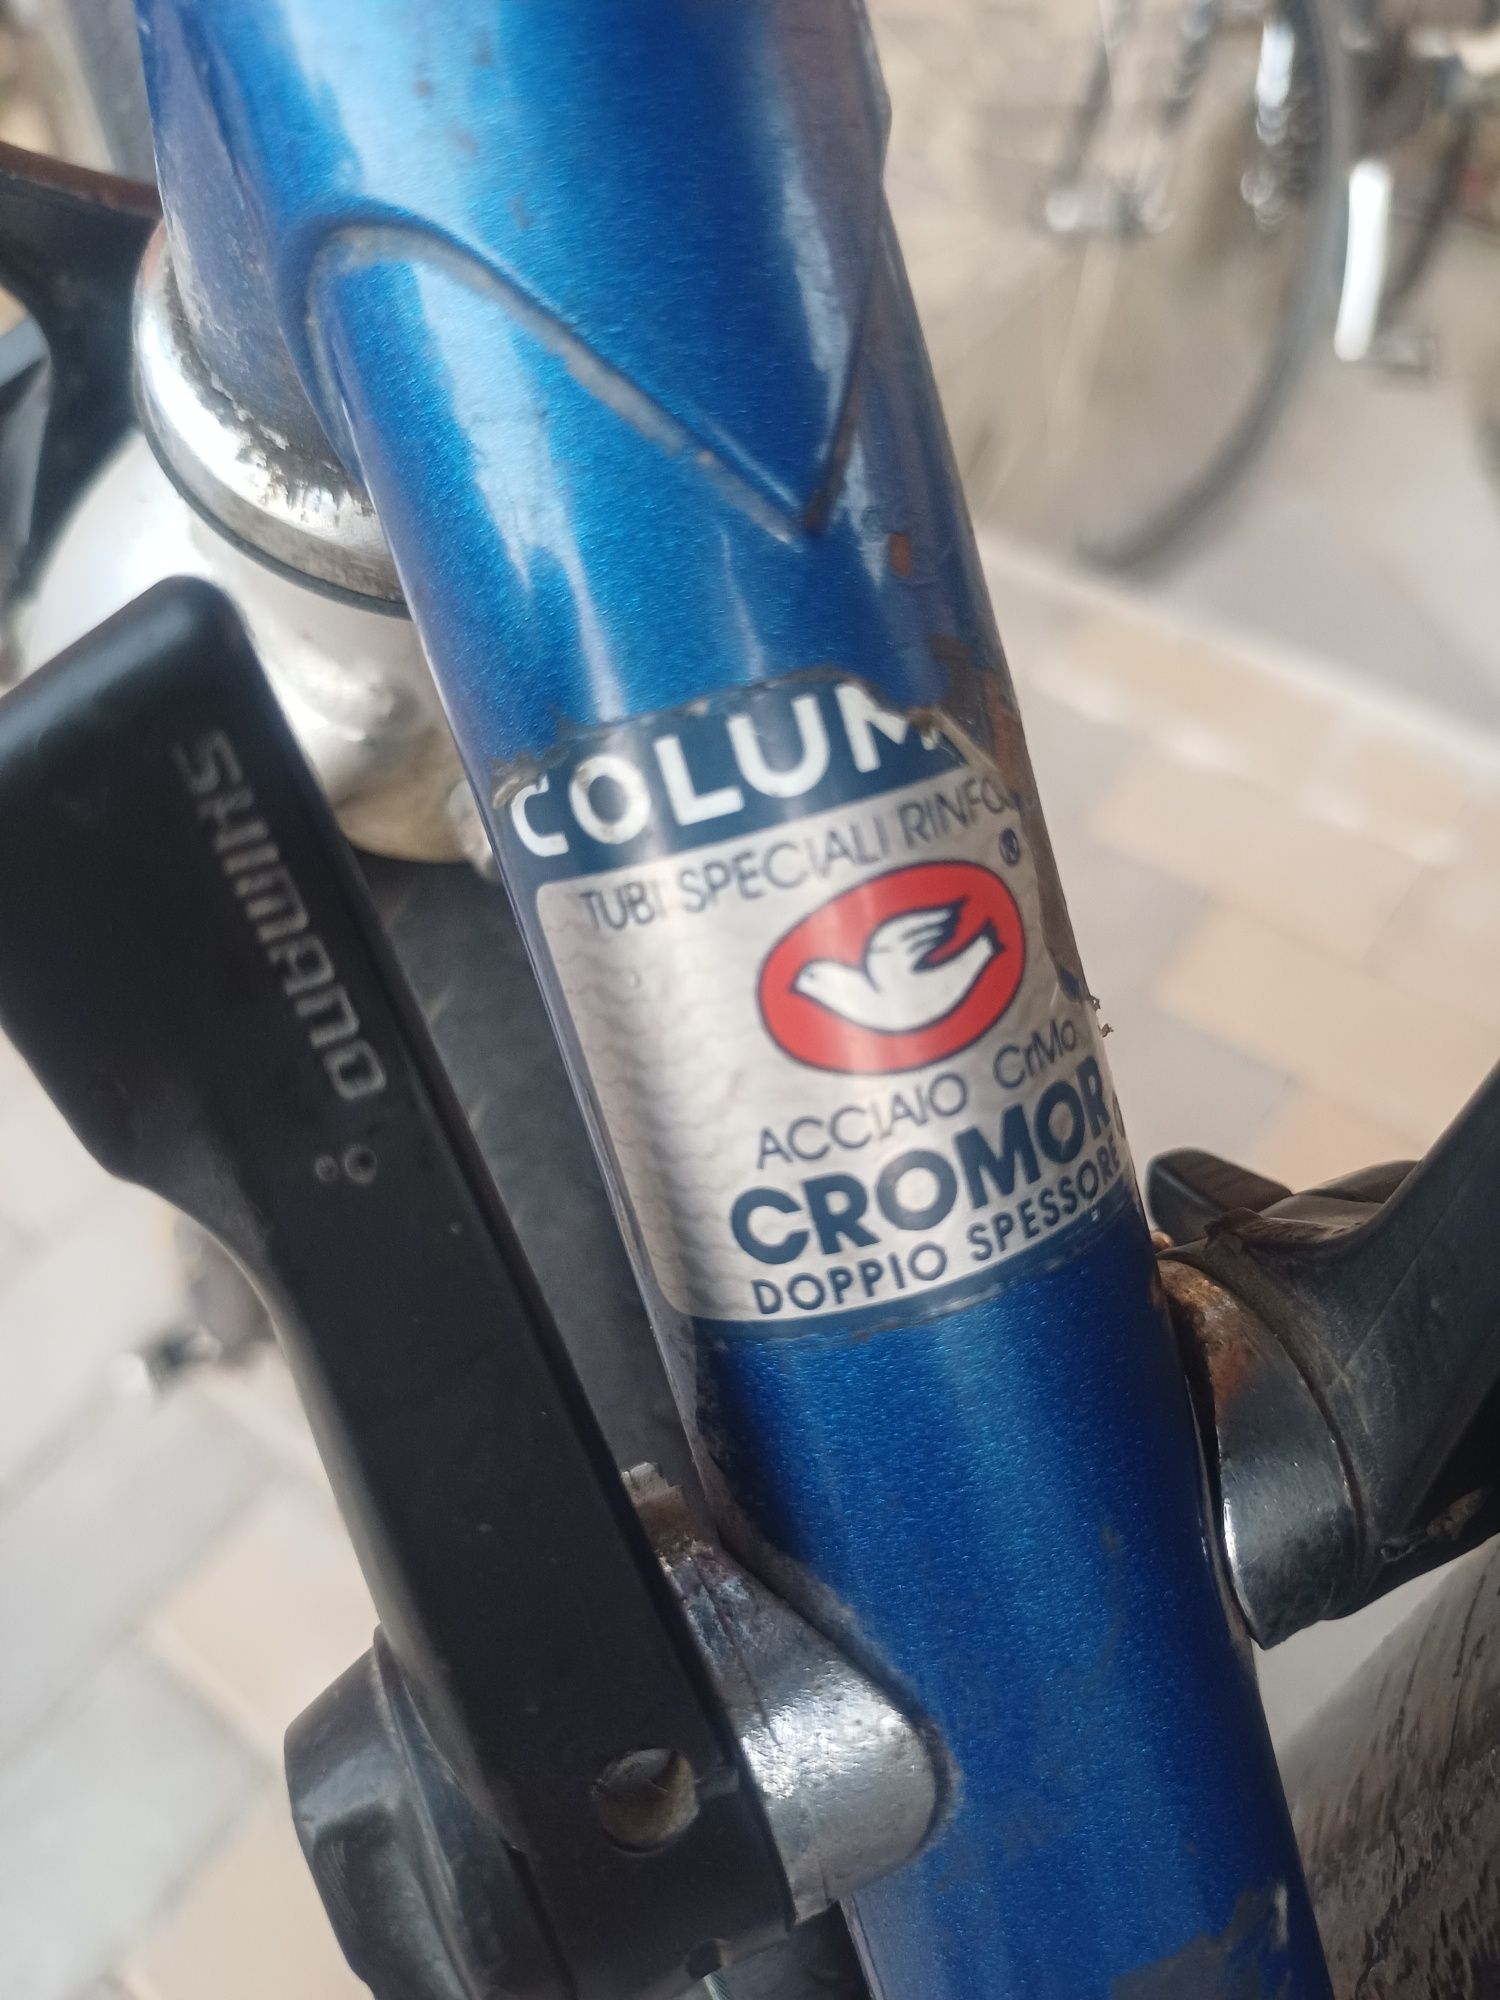 COLUM
TUBI SPECIALI RINFO
®
ACCIAIO CrMo
CROMOR
DOPPIO SPESSORE
SHIMANO